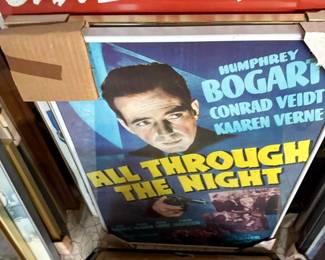 HUMPHREY
BOGART
CONRAD VEIDT
KAAREN VERNE
ALL THROUGH
THE NIGHT